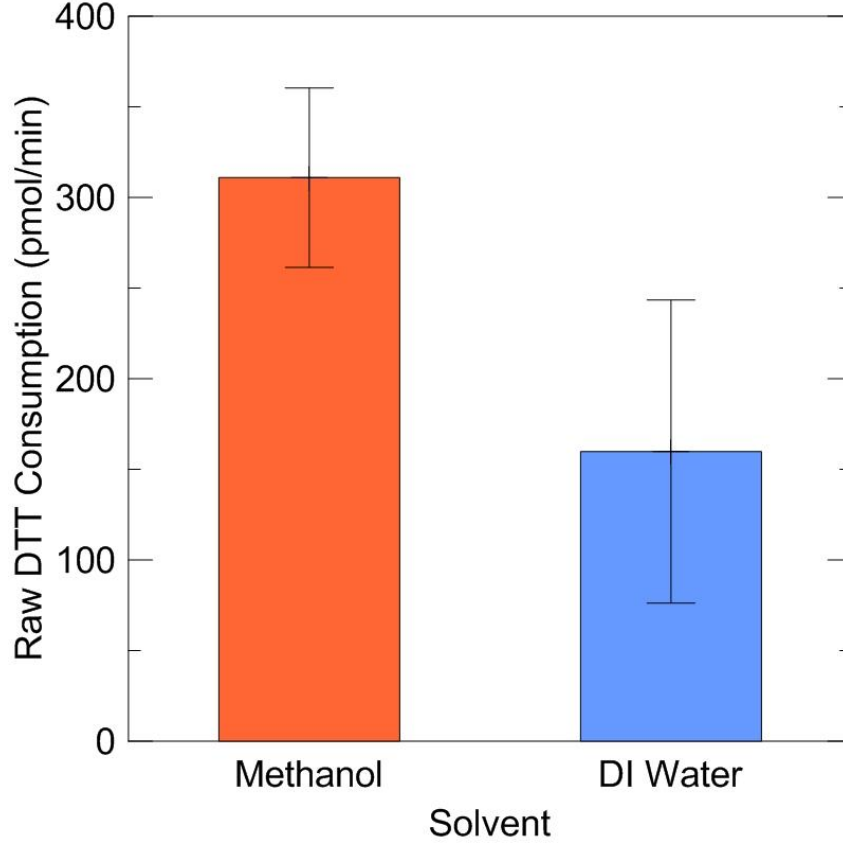 Raw DTT Consumption (pmol/min)
400
300
200
100
0
Methanol
DI Water
Solvent